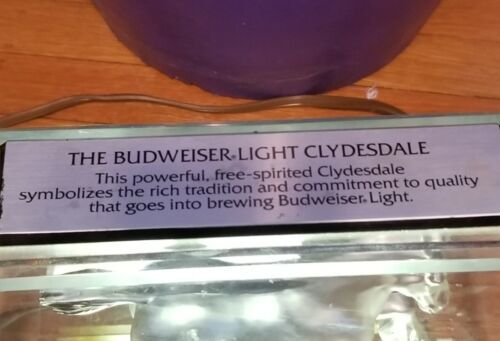 THE BUDWEISER® LIGHT CLYDESDALE
This powerful, free-spirited Clydesdale
symbolizes the rich tradition and commitment to quality
that goes into brewing Budweiser® Light.